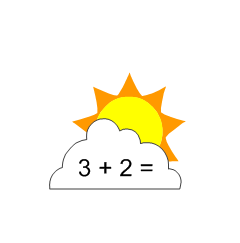 3 + 2 =